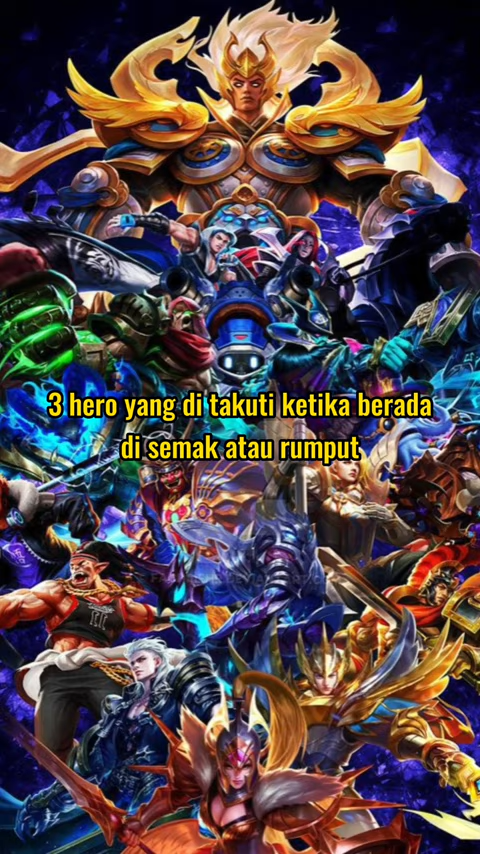 3 hero yang di takuti ketika berada
di semak atau rumput